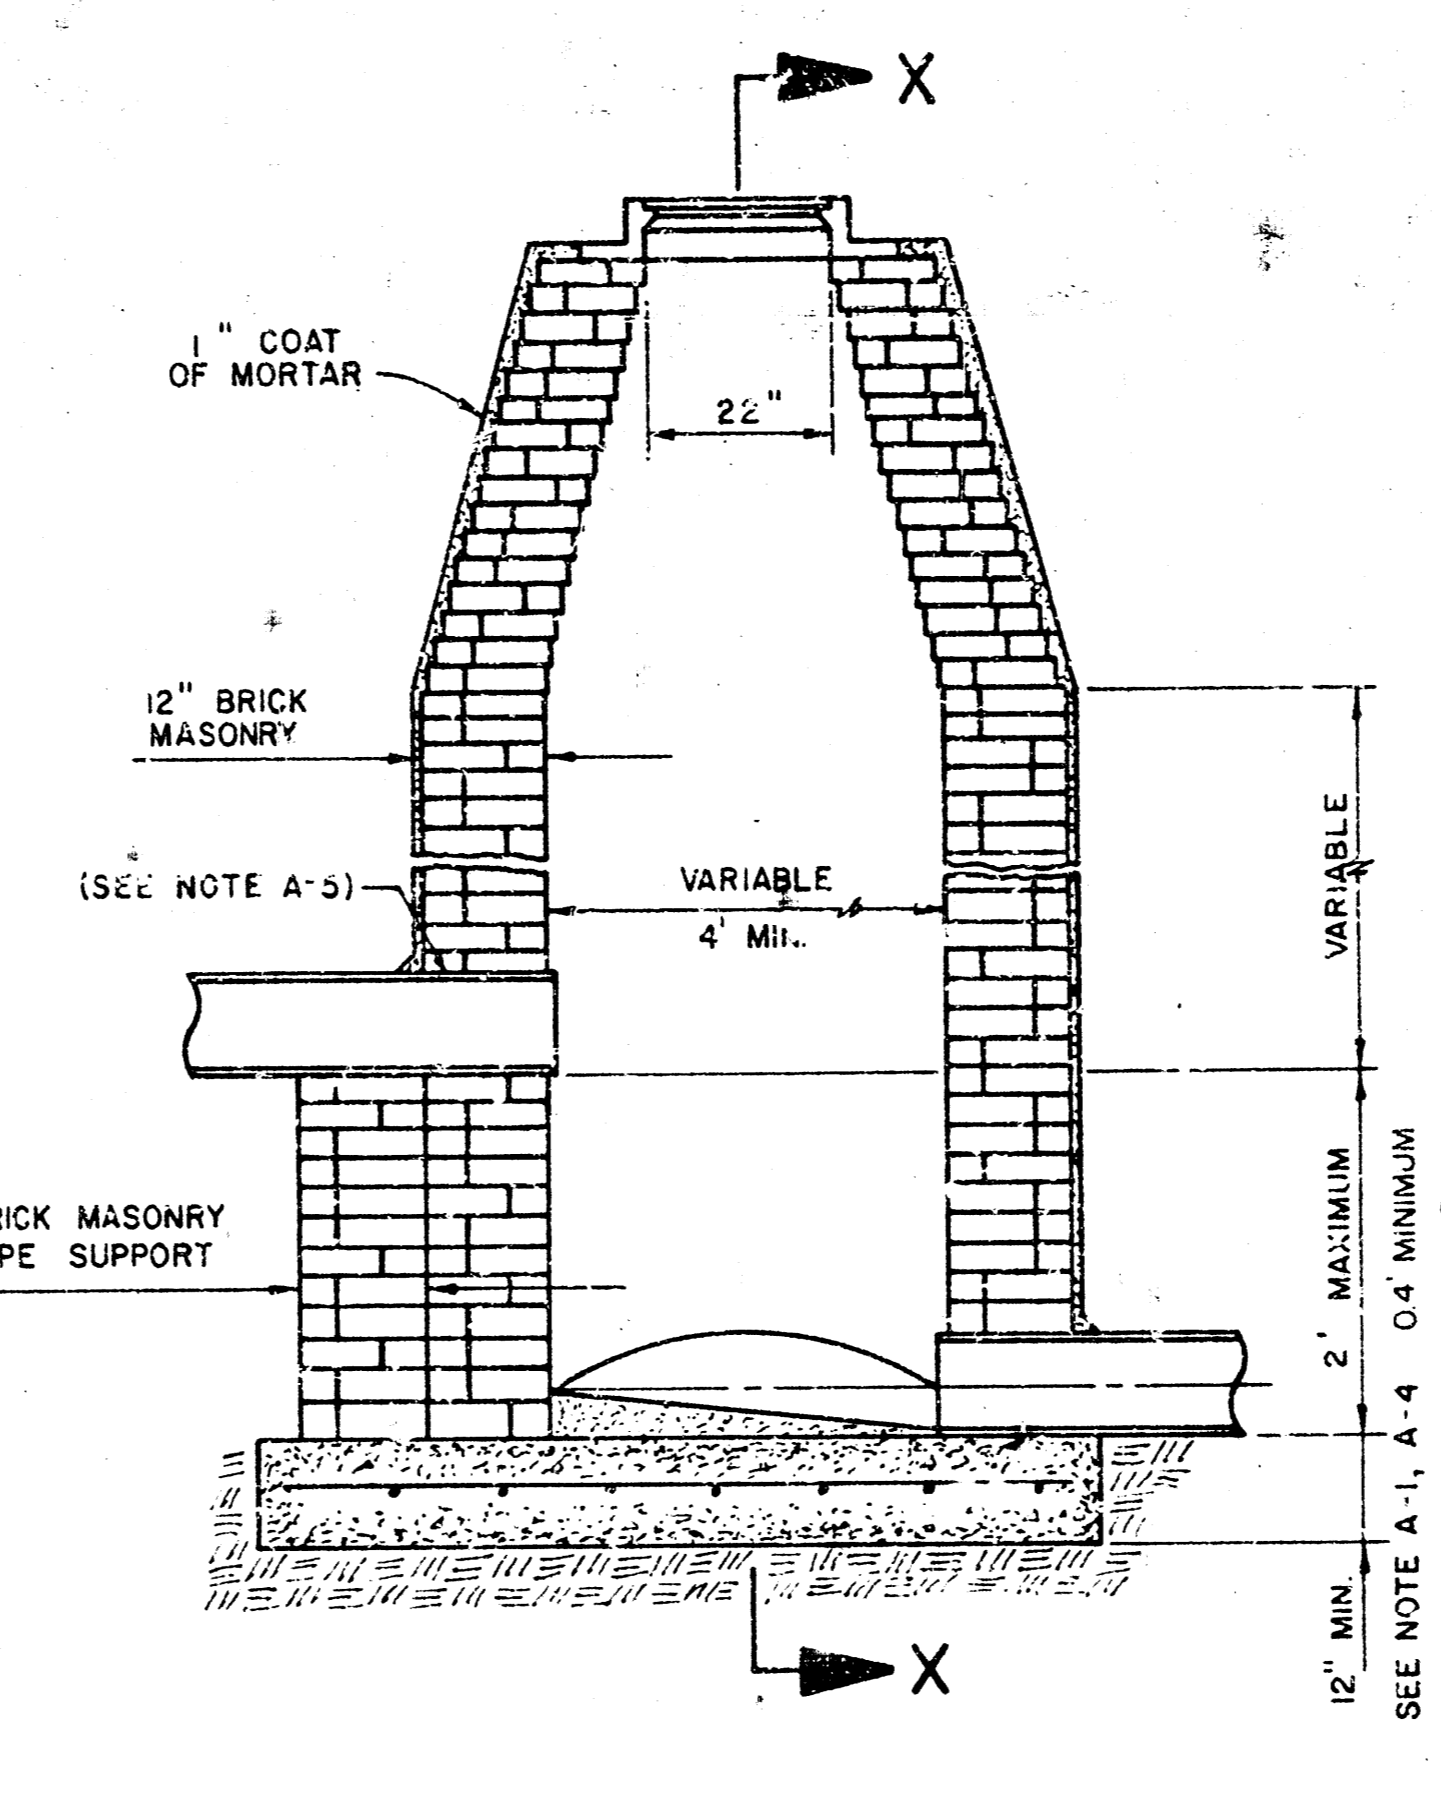 X
1" COAT
OF MORTAR
22"
12" BRICK
MASONRY
(SEE NOTE A-5)
VARIABLE
4' MIN.
VARIABLE
RICK MASONRY
PE SUPPORT
2' MAXIMUM
0.4' MINIMUM
12" MIN.
SEE NOTE A-1, A-4
X